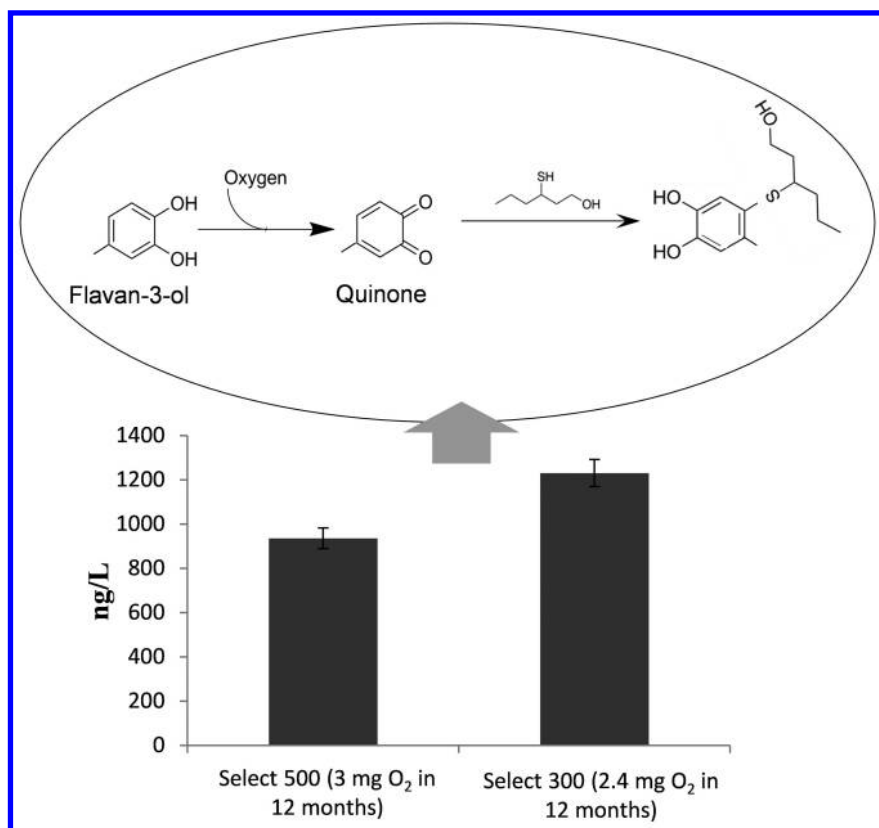 HO
Oxygen
SH
OH
OH
O
O
OH
S
HO
HO
Flavan-3-ol
Quinone
1400
1200
1000
800
600
400
200
0
ng/L
Select 500 (3 mg O₂ in
12 months)
Select 300 (2.4 mg O₂ in
12 months)